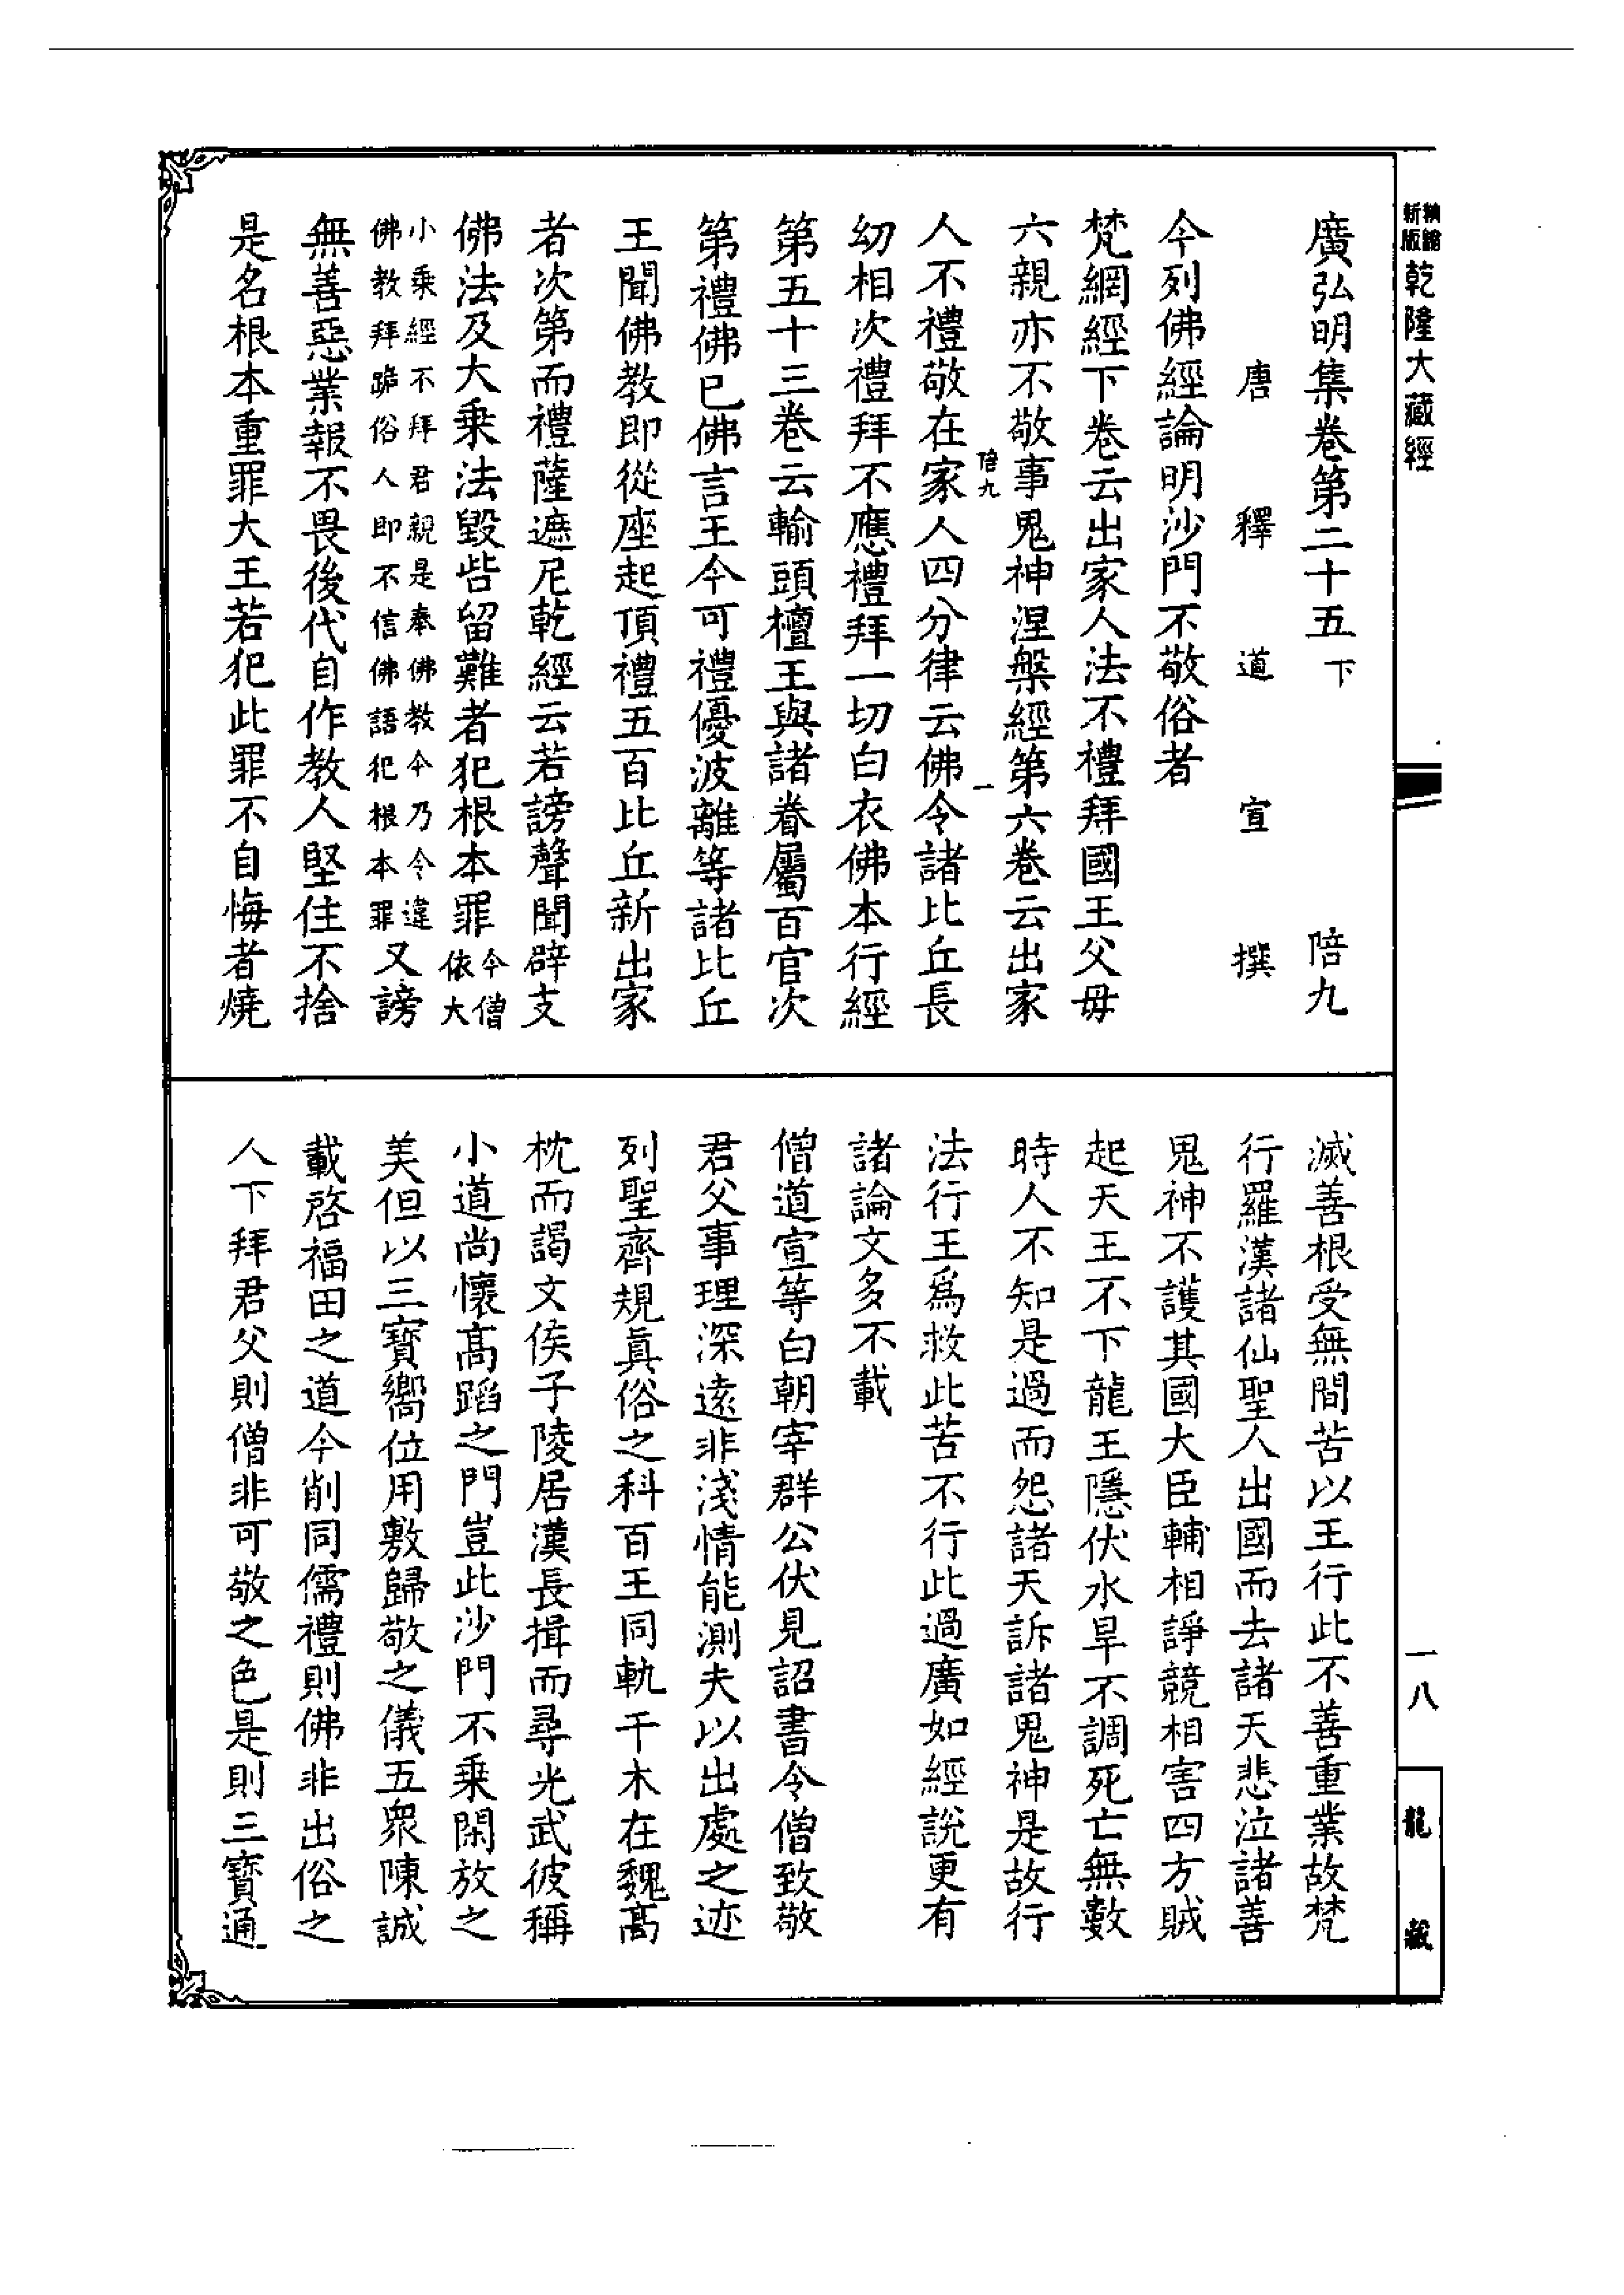 精繪
新版
乾隆大藏經
廣弘明集卷第二十五下 陪九
唐釋道宣撰
今列佛經論明沙門不敬俗者
梵網經下卷云出家人法不禮拜國王父毋
六親亦不敬事鬼神涅槃經第六卷云出家
陪九 一
人不禮敬在家人四分律云佛令諸比丘長
幼相次禮拜不應禮拜一切白衣佛本行經
第五十三卷云輸頭檀王與諸眷屬百官次
第禮佛已佛言王今可禮優波離等諸比丘
王聞佛教即從座起頂禮五百比丘新出家
者次第而禮薩遮尼乾經云若謗聲聞辟支
佛法及大乘法毀呰留難者犯根本罪今僧依大
小乘經不拜君親是奉佛教今乃令違
佛教拜跪俗人即不信佛語犯根本罪又謗
無善惡業報不畏後代自作教人堅住不捨
是名根本重罪大王若犯此罪不自悔者燒
滅善根受無間苦以王行此不善重業故梵
行羅漢諸仙聖人出國而去諸天悲泣諸善
鬼神不護其國大臣輔相諍競相害四方賊
起天王不下龍王隱伏水旱不調死亡無數
時人不知是過而怨諸天訴諸鬼神是故行
法行王爲救此苦不行此過廣如經說更有
諸論文多不載
僧道宣等白朝宰群公伏見詔書令僧致敬
君父事理深遠非淺情能測夫以出處之迹
列聖齊規真俗之科百王同軌干木在魏高
枕而謁文侯子陵居漢長揖而尋光武彼稱
小道尚懷高蹈之門豈此沙門不乘閑放之
美但以三寶嚮位用敷歸敬之儀五衆陳誠
載啓福田之道今削同儒禮則佛非出俗之
人下拜君父則僧非可敬之色是則三寶通
一八
龍藏